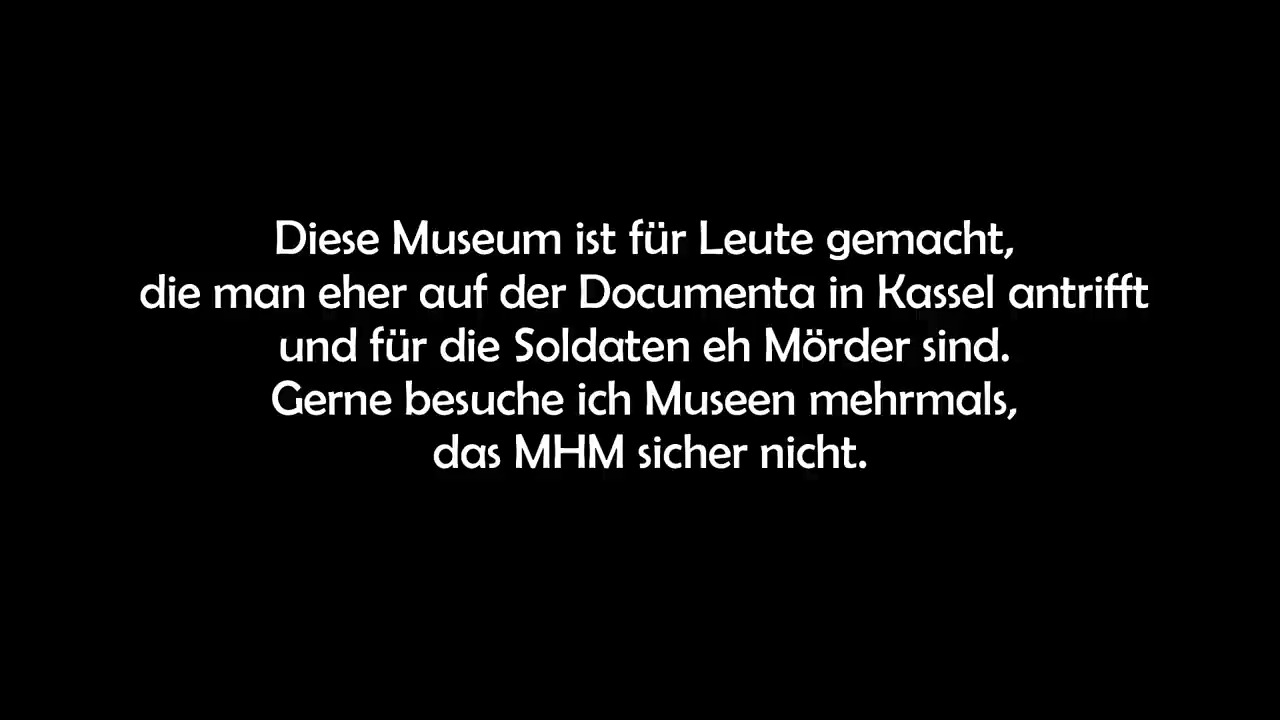 Diese Museum ist für Leute gemacht,
die man eher auf der Documenta in Kassel antrifft
und für die Soldaten eh Mörder sind.
Gerne besuche ich Museen mehrmals,
das MHM sicher nicht.